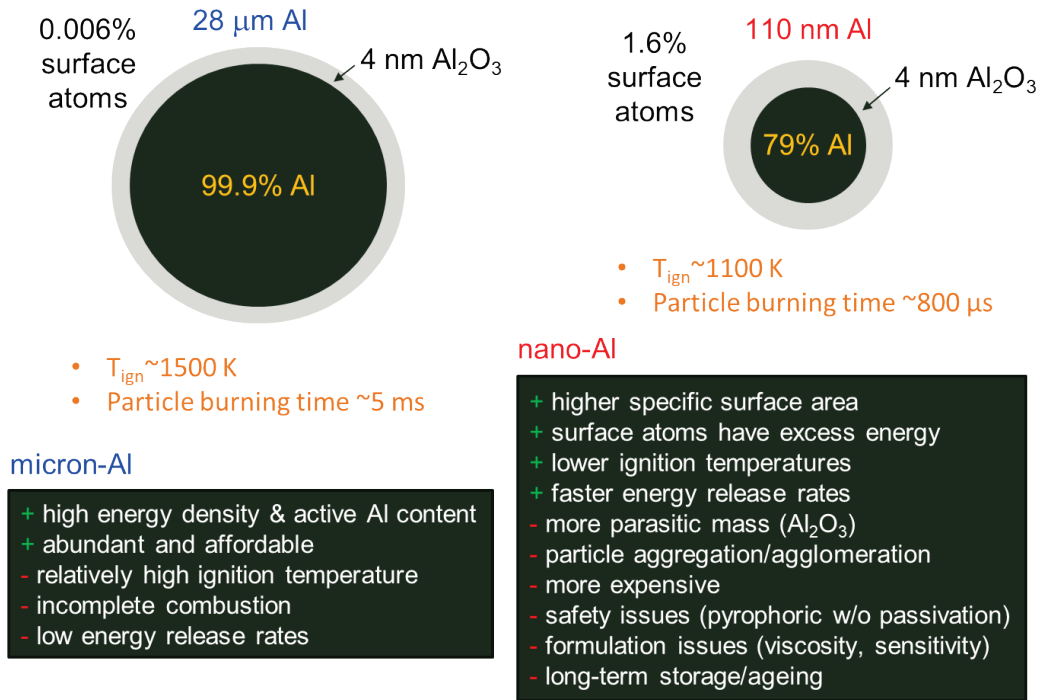 28 μm Al
0.006%
surface
atoms
4 nm Al₂O₃
99.9% Al
• T_ign~1500 K
• Particle burning time ~5 ms
micron-Al
+ high energy density & active Al content
+ abundant and affordable
- relatively high ignition temperature
- incomplete combustion
- low energy release rates
110 nm Al
1.6%
surface
atoms
4 nm Al₂O₃
79% Al
• T_ign~1100 K
• Particle burning time ~800 μs
nano-Al
+ higher specific surface area
+ surface atoms have excess energy
+ lower ignition temperatures
+ faster energy release rates
- more parasitic mass (Al₂O₃)
- particle aggregation/agglomeration
- more expensive
- safety issues (pyrophoric w/o passivation)
- formulation issues (viscosity, sensitivity)
- long-term storage/ageing